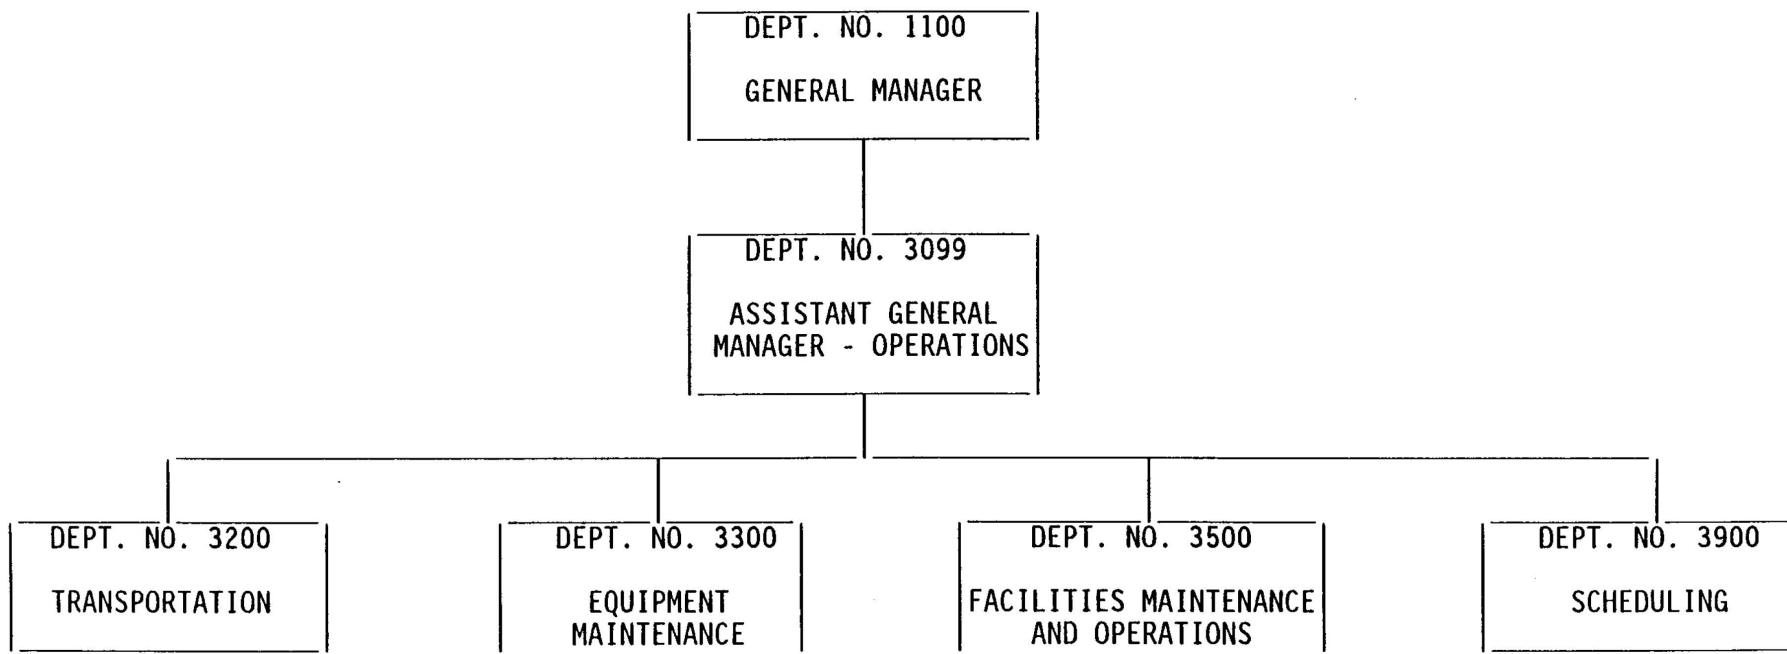 DEPT. NO. 1100
GENERAL MANAGER
DEPT. NO. 3099
ASSISTANT GENERAL
MANAGER - OPERATIONS
DEPT. NO. 3200
TRANSPORTATION
DEPT. NO. 3300
EQUIPMENT
MAINTENANCE
DEPT. NO. 3500
FACILITIES MAINTENANCE
AND OPERATIONS
DEPT. NO. 3900
SCHEDULING